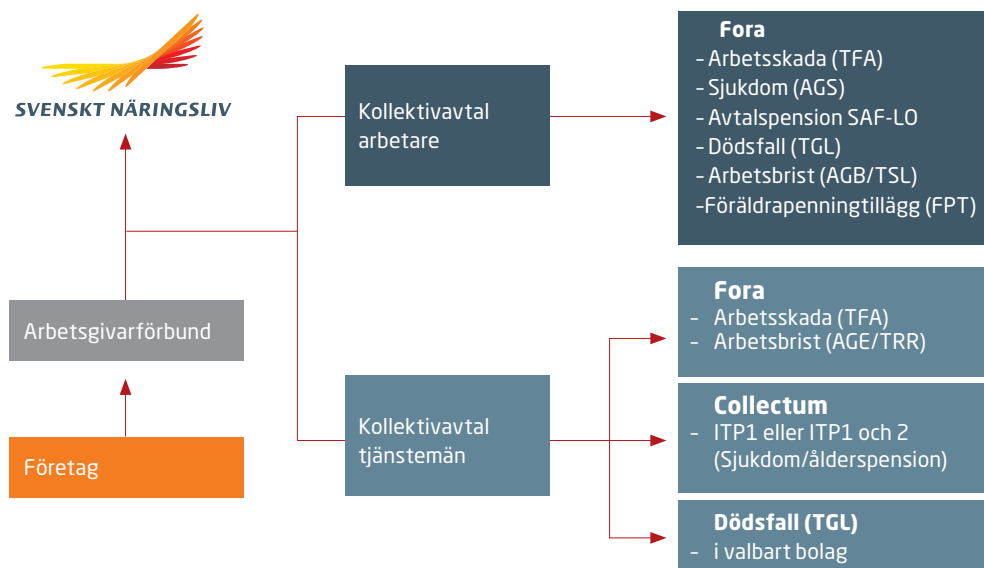 SVENSKT NÄRINGSLIV
Arbetsgivarförbund
Företag
Kollektivavtal
arbetare
Kollektivavtal
tjänstemän
Fora
– Arbetsskada (TFA)
– Sjukdom (AGS)
– Avtalspension SAF-LO
– Dödsfall (TGL)
– Arbetsbrist (AGB/TSL)
–Föräldrapenningtillägg (FPT)
Fora
– Arbetsskada (TFA)
– Arbetsbrist (AGE/TRR)
Collectum
– ITP1 eller ITP1 och 2
(Sjukdom/ålderspension)
Dödsfall (TGL)
– i valbart bolag